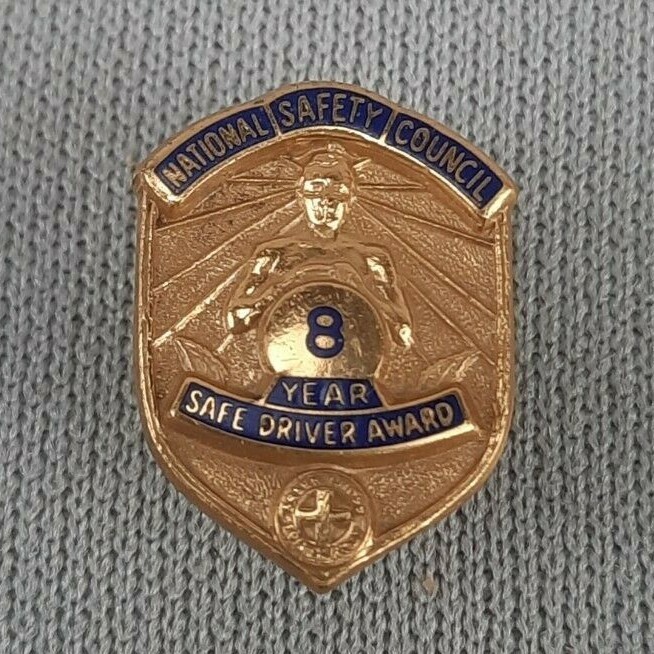 NATIONAL SAFETY COUNCIL
8
YEAR
SAFE DRIVER AWARD